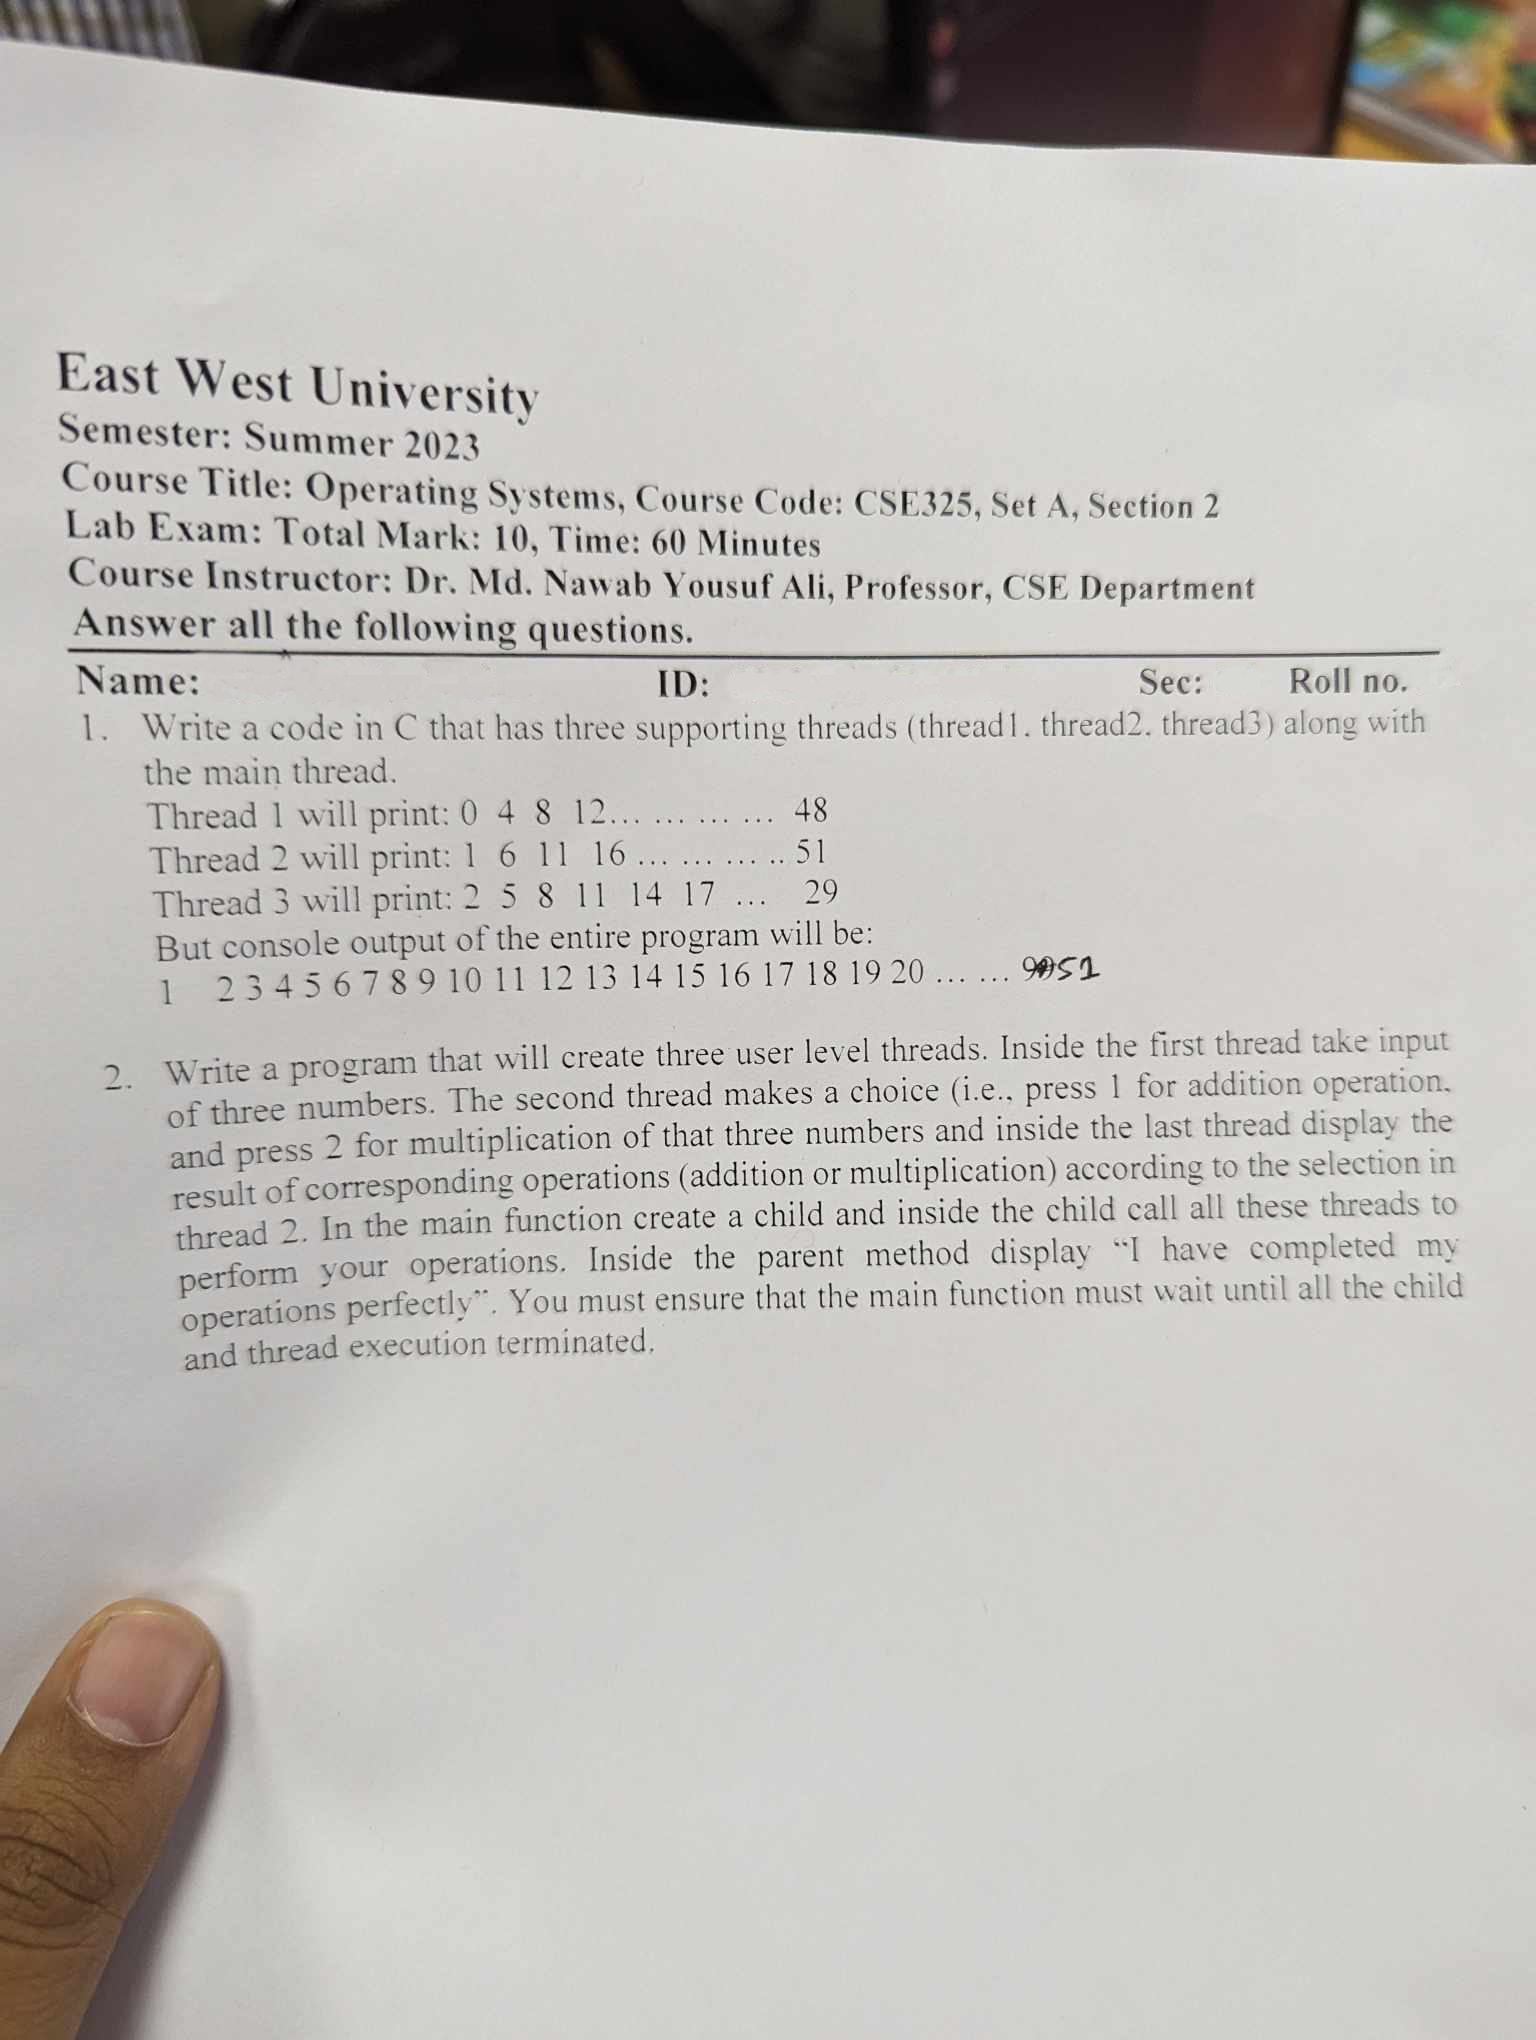 East West University
Semester: Summer 2023
Course Title: Operating Systems, Course Code: CSE325, Set A, Section 2
Lab Exam: Total Mark: 10, Time: 60 Minutes
Course Instructor: Dr. Md. Nawab Yousuf Ali, Professor, CSE Department
Answer all the following questions.
Name: ID: Sec: Roll no.
1. Write a code in C that has three supporting threads (thread1. thread2. thread3) along with
the main thread.
Thread 1 will print: 0 4 8 12... ... ... ... 48
Thread 2 will print: 1 6 11 16 ... ... ... .. 51
Thread 3 will print: 2 5 8 11 14 17 ... 29
But console output of the entire program will be:
1 2 3 4 5 6 7 8 9 10 11 12 13 14 15 16 17 18 19 20 ... ... 51
2. Write a program that will create three user level threads. Inside the first thread take input
of three numbers. The second thread makes a choice (i.e., press 1 for addition operation.
and press 2 for multiplication of that three numbers and inside the last thread display the
result of corresponding operations (addition or multiplication) according to the selection in
thread 2. In the main function create a child and inside the child call all these threads to
perform your operations. Inside the parent method display “I have completed my
operations perfectly”. You must ensure that the main function must wait until all the child
and thread execution terminated.